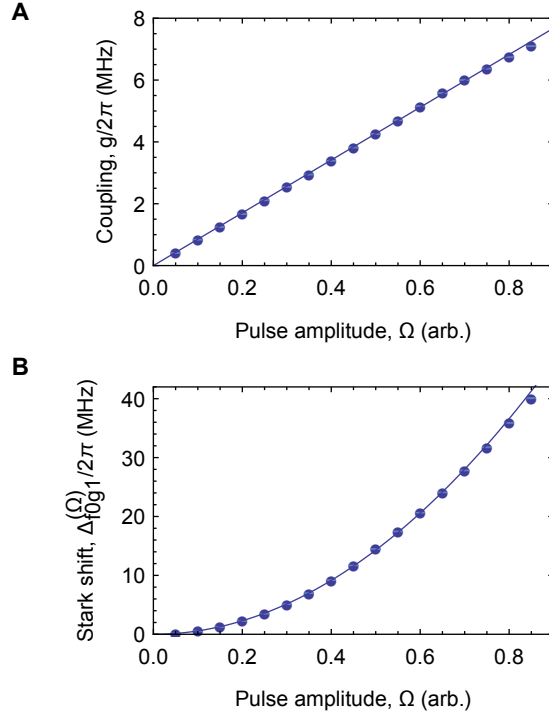 A
8
6
4
2
0
Coupling, g/2π (MHz)
0.0 0.2 0.4 0.6 0.8
Pulse amplitude, Ω (arb.)
B
40
30
20
10
0
Stark shift, Δ(Ω)f0g1/2π (MHz)
0.0 0.2 0.4 0.6 0.8
Pulse amplitude, Ω (arb.)